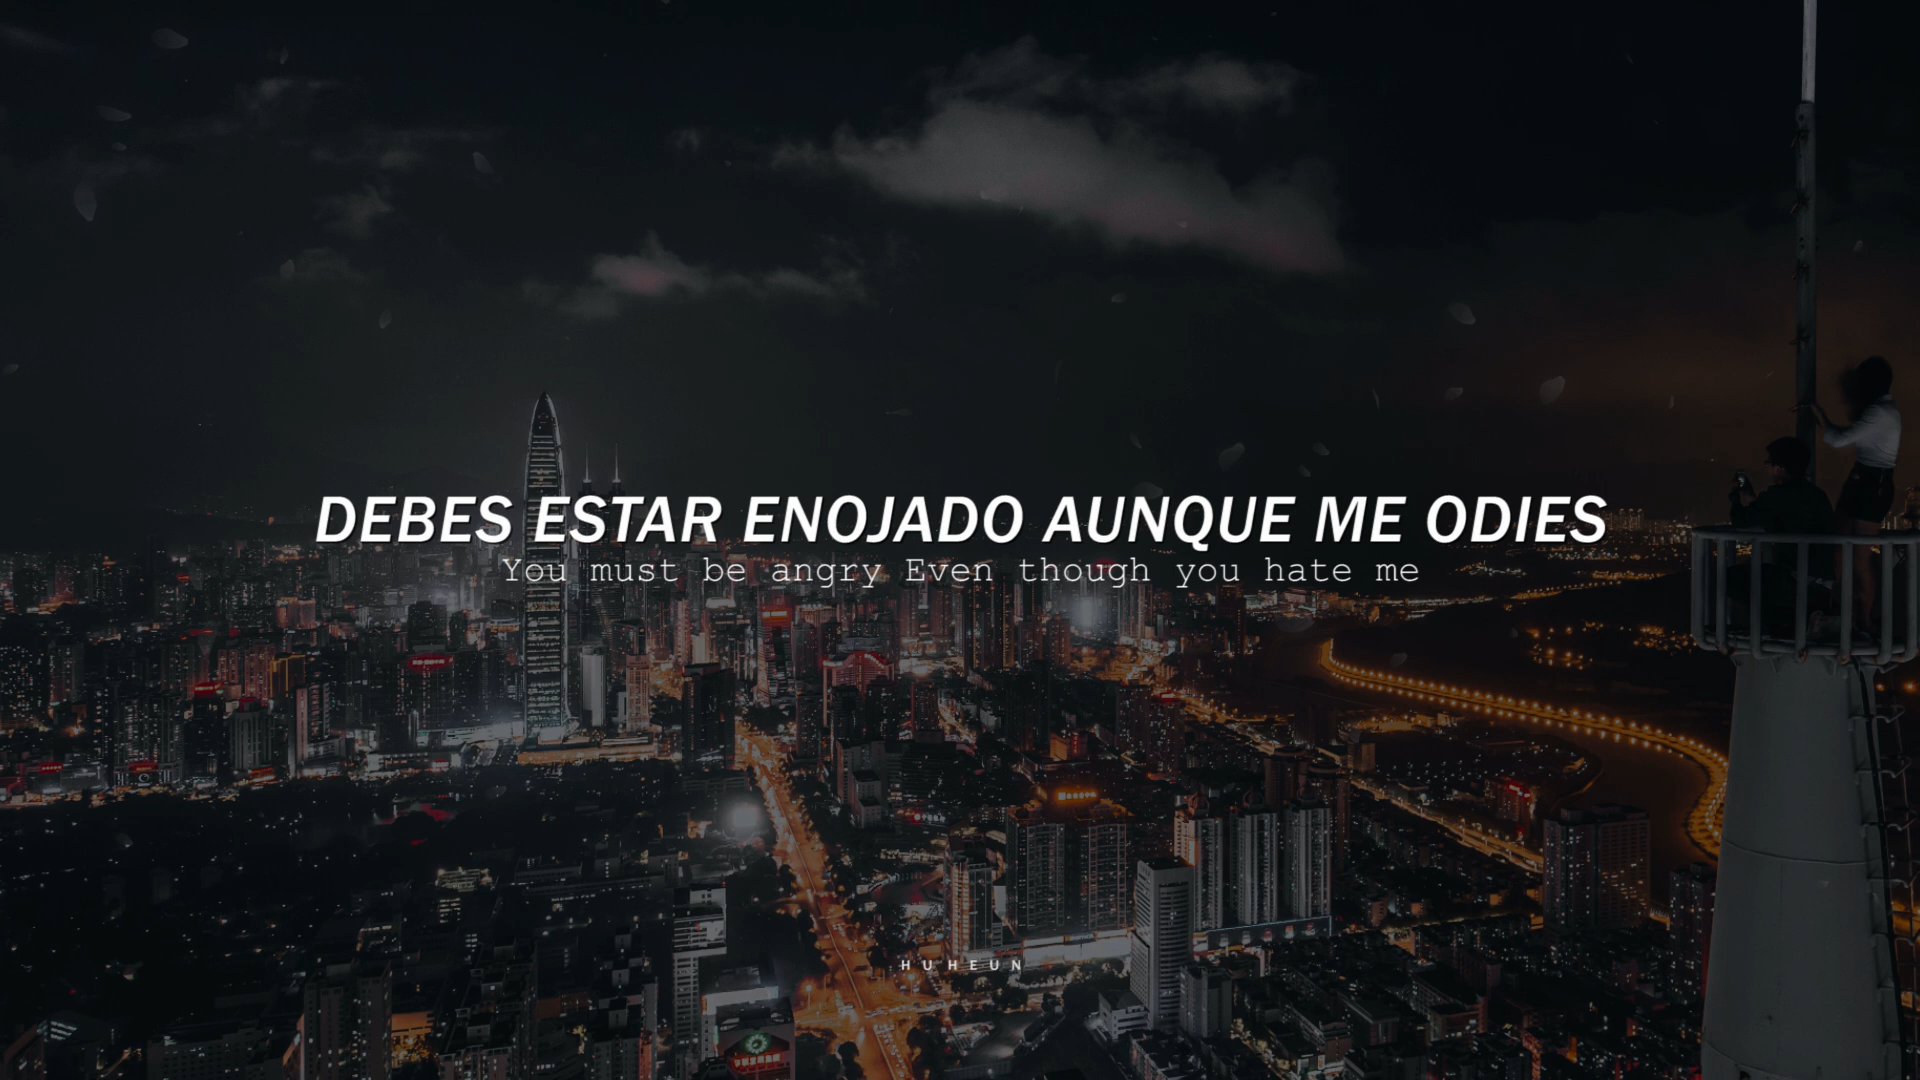 DEBES ESTAR ENOJADO AUNQUE ME ODIES
You must be angry Even though you hate me
HUHEUN